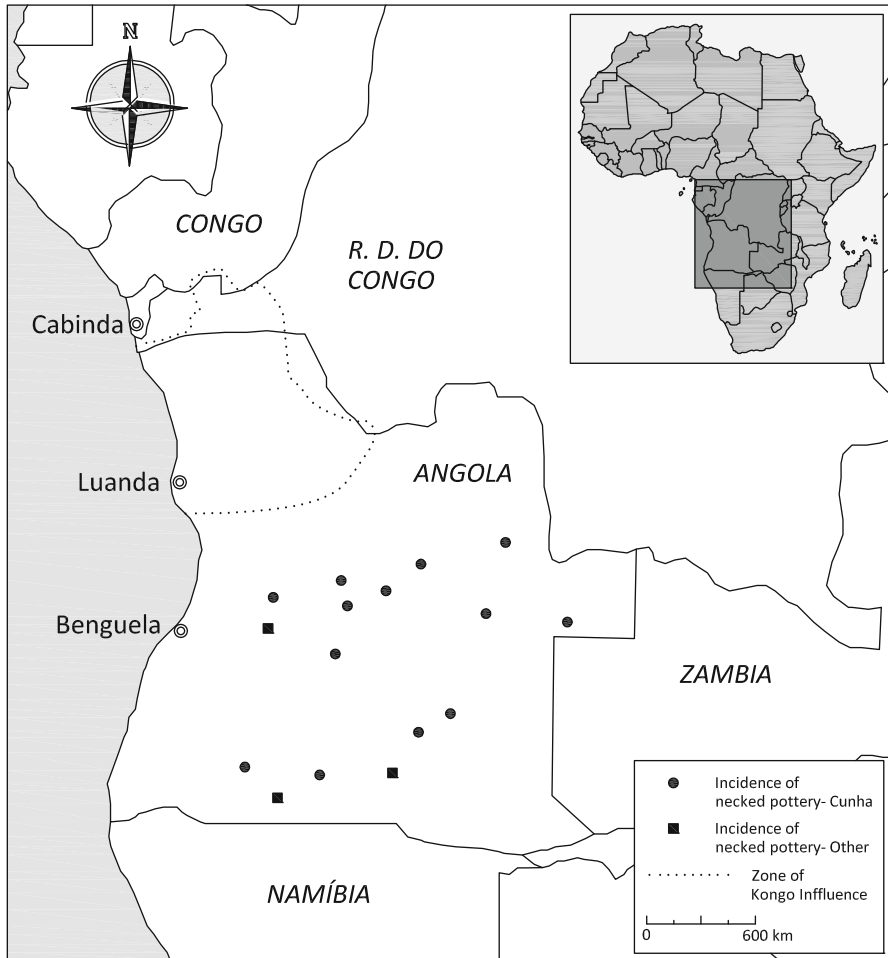 N
CONGO
R. D. DO
CONGO
Cabinda
Luanda
ANGOLA
Benguela
ZAMBIA
NAMÍBIA
Incidence of
necked pottery- Cunha
Incidence of
necked pottery- Other
Zone of
Kongo Inffluence
0 600 km